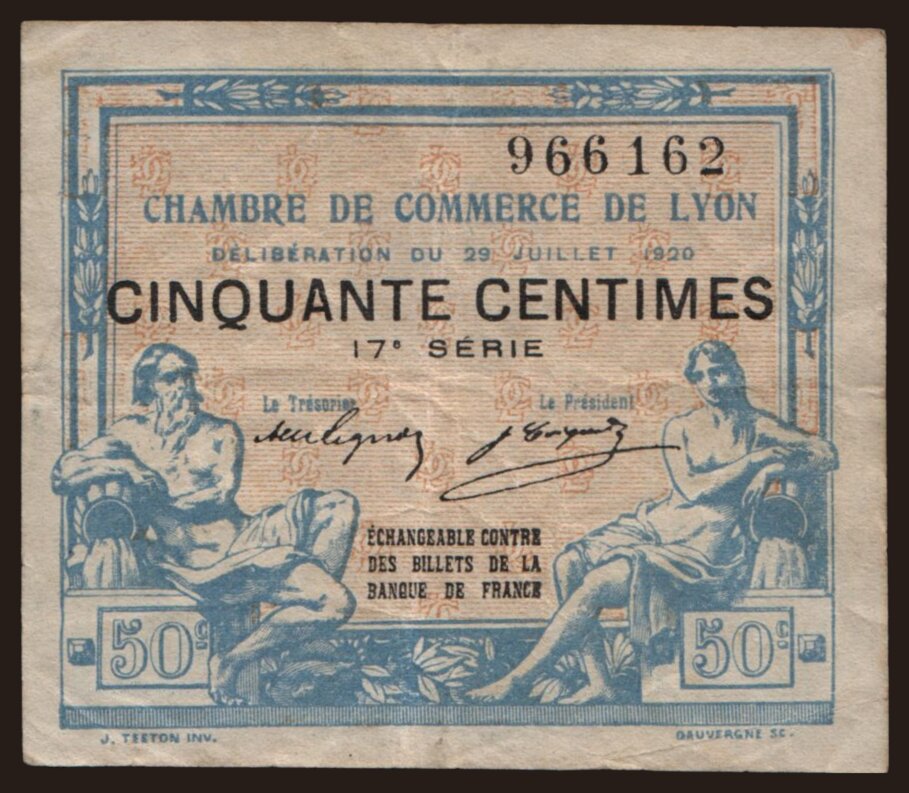 966162
CHAMBRE DE COMMERCE DE LYON
DÉLIBÉRATION DU 29 JUILLET 1920
CINQUANTE CENTIMES
17e SÉRIE
Le Trésorier Le Président
ÉCHANGEABLE CONTRE
DES BILLETS DE LA
BANQUE DE FRANCE
50c 50c
J. TESTON INV. DAUVERGNE SC.